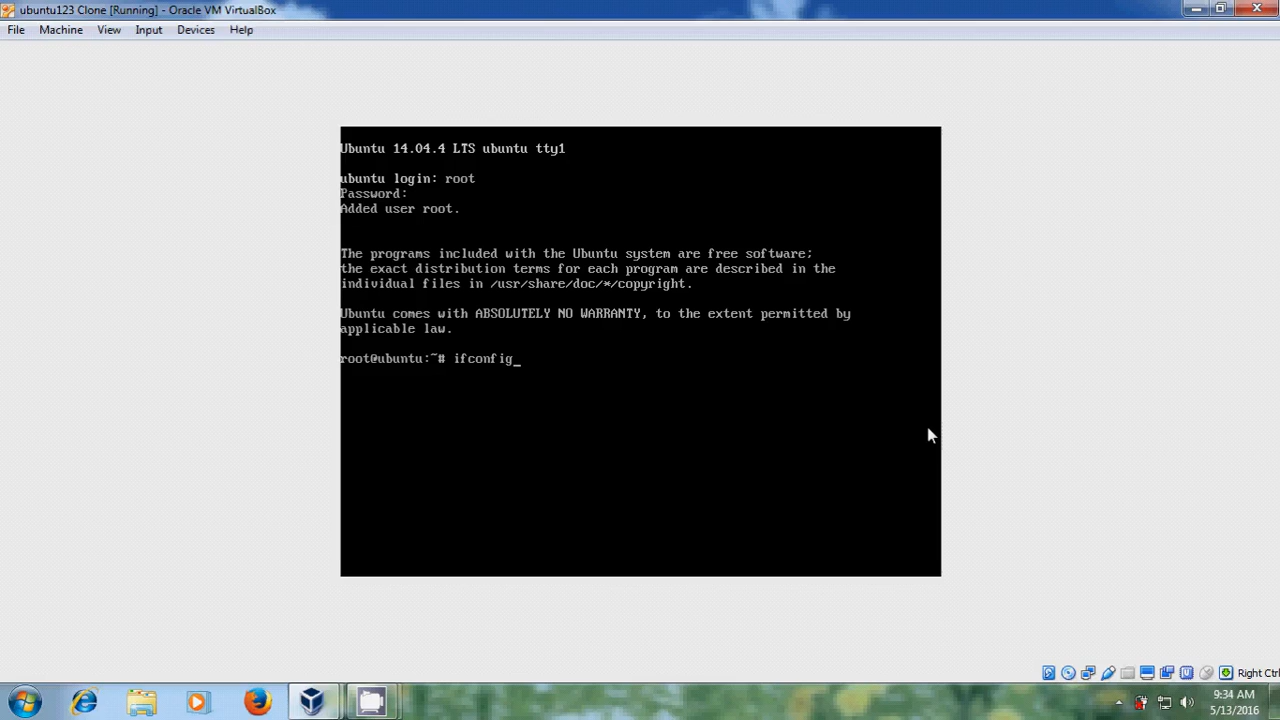 ubuntu123 Clone [Running] - Oracle VM VirtualBox
File Machine View Input Devices Help
Ubuntu 14.04.4 LTS ubuntu tty1
ubuntu login: root
Password:
Added user root.
The programs included with the Ubuntu system are free software;
the exact distribution terms for each program are described in the
individual files in /usr/share/doc/*/copyright.
Ubuntu comes with ABSOLUTELY NO WARRANTY, to the extent permitted by
applicable law.
root@ubuntu:~# ifconfig_
Right Ctrl
9:34 AM
5/13/2016